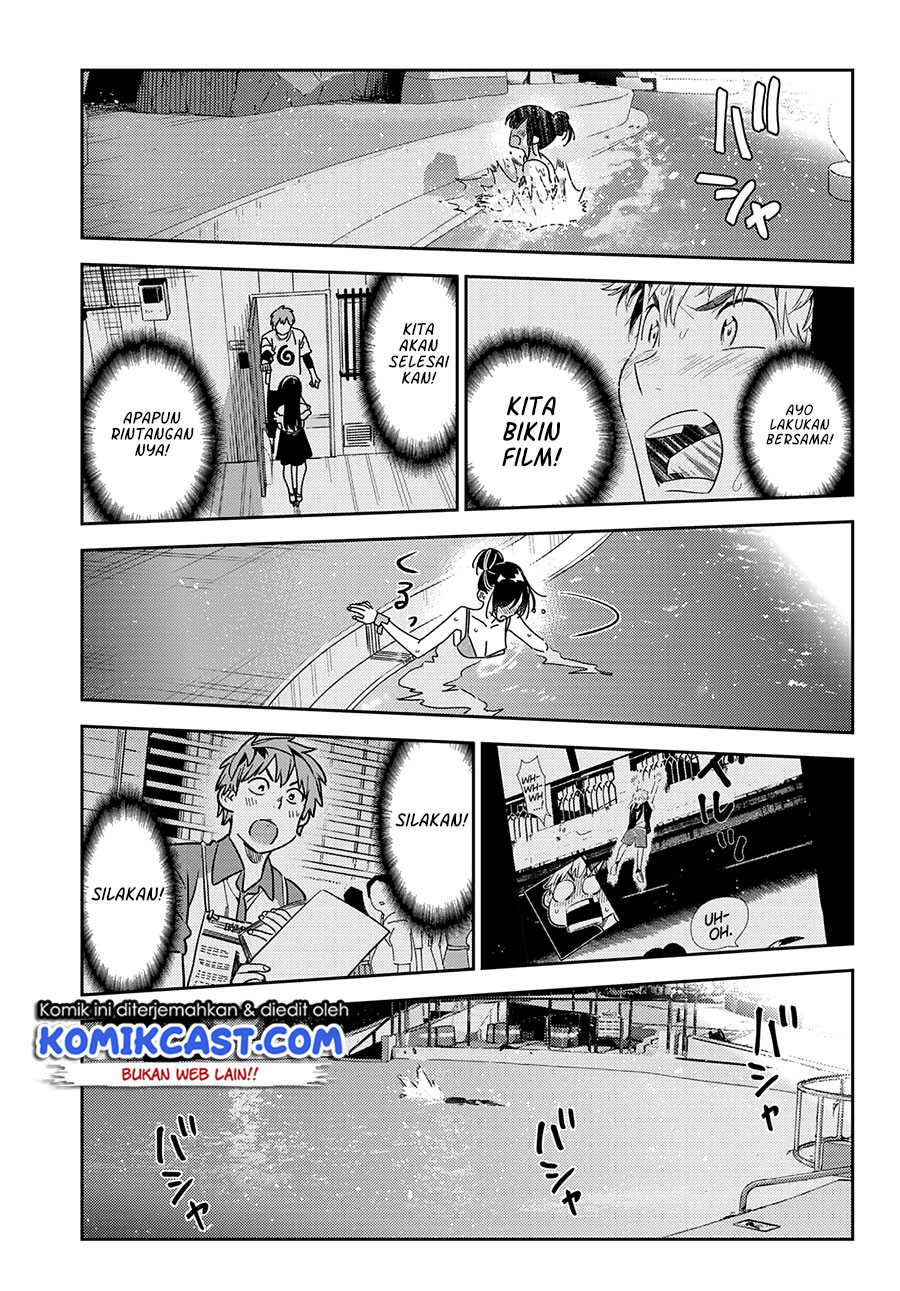 バ
シャ
AYO
LAKUKAN
BERSAMA!
KITA
BIKIN
FILM!
KITA
AKAN
SELESAI
KAN!
APAPUN
RINTANGAN
NYA!
くるっ
WH-
WH-
WH
....
UH-
OH.
SILAKAN!
SILAKAN!
Komik ini diterjemahkan & diedit oleh
KOMIKCAST.COM
BUKAN WEB LAIN!!
バ
シャ
バ
シャ
バ
シャ